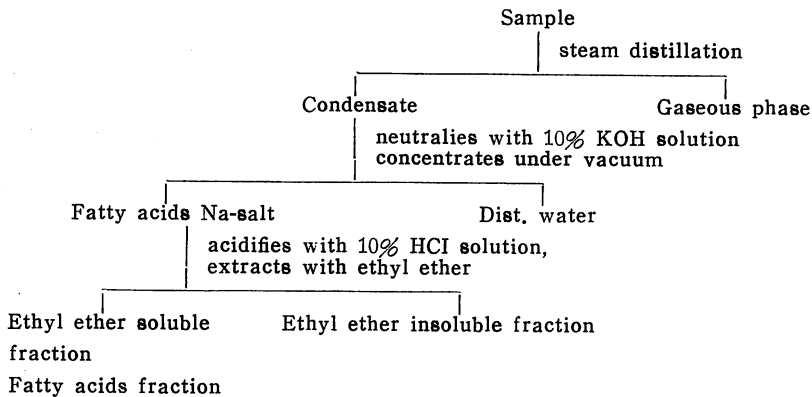 Sample
steam distillation
Condensate
Gaseous phase
neutralies with 10% KOH solution
concentrates under vacuum
Fatty acids Na-salt
Dist. water
acidifies with 10% HCI solution,
extracts with ethyl ether
Ethyl ether soluble
fraction
Ethyl ether insoluble fraction
Fatty acids fraction